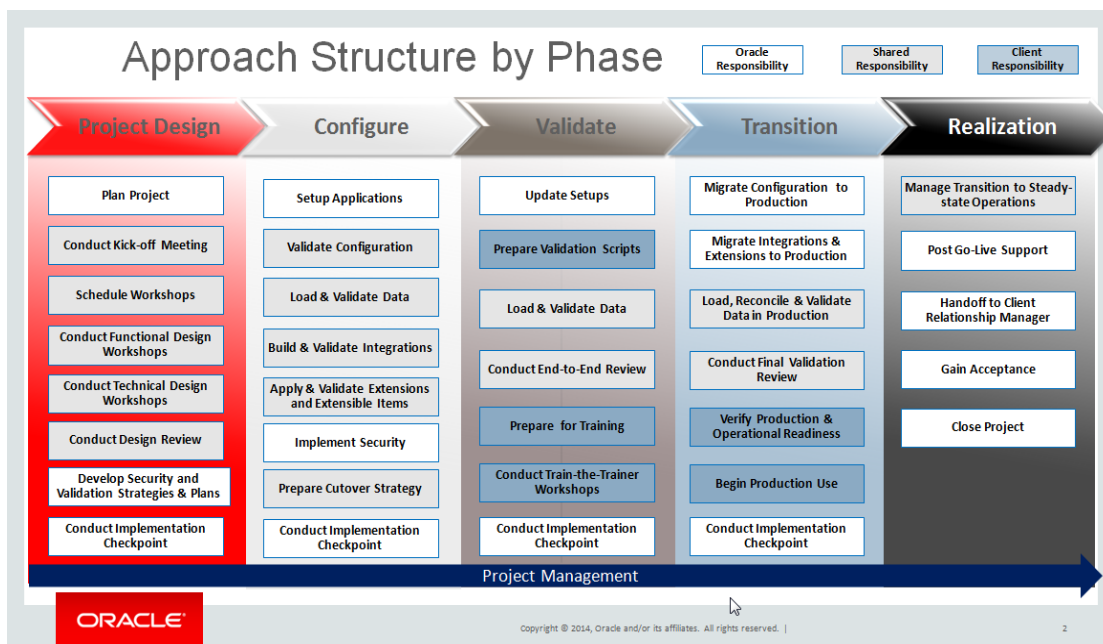 Approach Structure by Phase
Oracle
Responsibility
Shared
Responsibility
Client
Responsibility
Project Design
Configure
Validate
Transition
Realization
Plan Project
Conduct Kick-off Meeting
Schedule Workshops
Conduct Functional Design
Workshops
Conduct Technical Design
Workshops
Conduct Design Review
Develop Security and
Validation Strategies & Plans
Conduct Implementation
Checkpoint
Setup Applications
Validate Configuration
Load & Validate Data
Build & Validate Integrations
Apply & Validate Extensions
and Extensible Items
Implement Security
Prepare Cutover Strategy
Conduct Implementation
Checkpoint
Update Setups
Prepare Validation Scripts
Load & Validate Data
Conduct End-to-End Review
Prepare for Training
Conduct Train-the-Trainer
Workshops
Conduct Implementation
Checkpoint
Migrate Configuration to
Production
Migrate Integrations &
Extensions to Production
Load, Reconcile & Validate
Data in Production
Conduct Final Validation
Review
Verify Production &
Operational Readiness
Begin Production Use
Conduct Implementation
Checkpoint
Manage Transition to Steady-
state Operations
Post Go-Live Support
Handoff to Client
Relationship Manager
Gain Acceptance
Close Project
Project Management
ORACLE®
Copyright © 2014, Oracle and/or its affiliates. All rights reserved. |
2